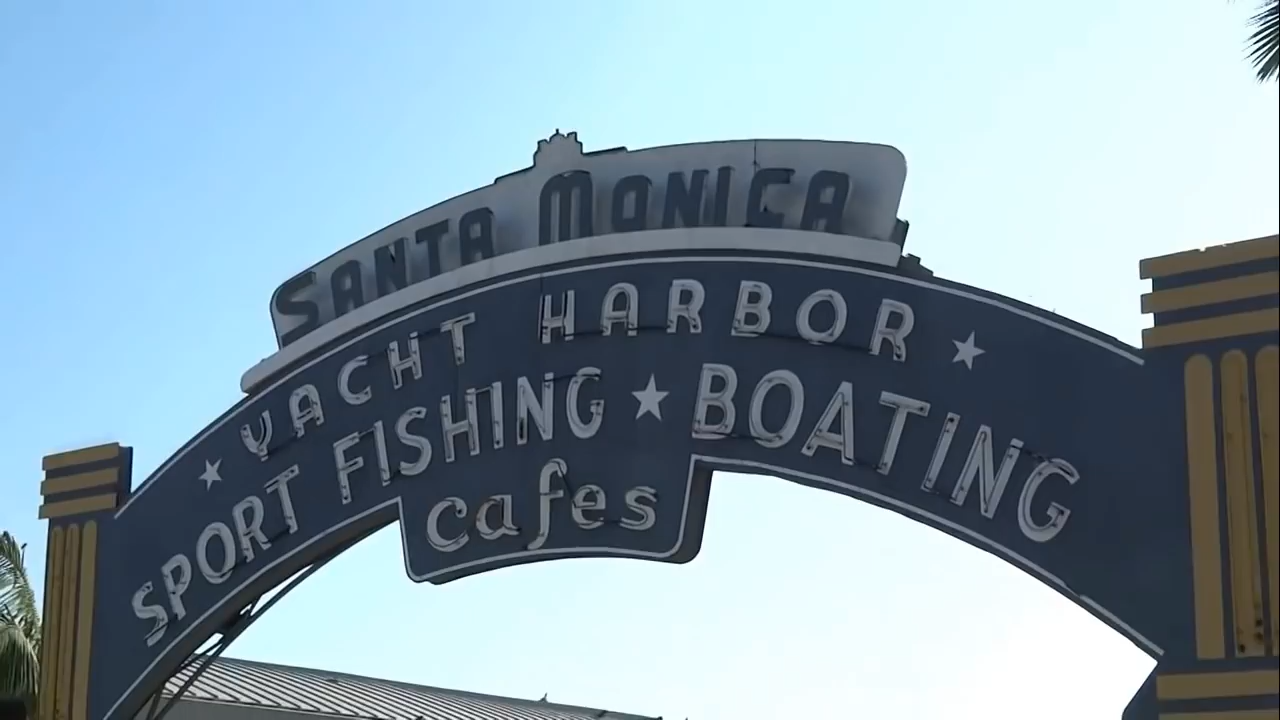 SANTA MONICA
★ YACHT HARBOR ★
SPORT FISHING ★ BOATING
cafes